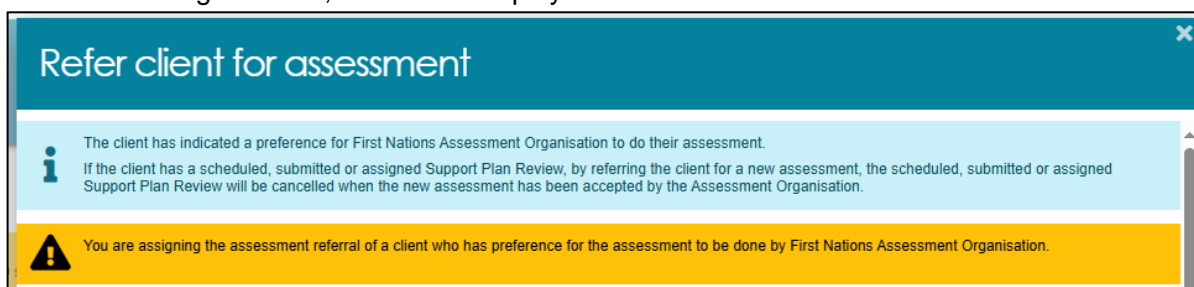 Refer client for assessment
The client has indicated a preference for First Nations Assessment Organisation to do their assessment.
If the client has a scheduled, submitted or assigned Support Plan Review, by referring the client for a new assessment, the scheduled, submitted or assigned
Support Plan Review will be cancelled when the new assessment has been accepted by the Assessment Organisation.
You are assigning the assessment referral of a client who has preference for the assessment to be done by First Nations Assessment Organisation.